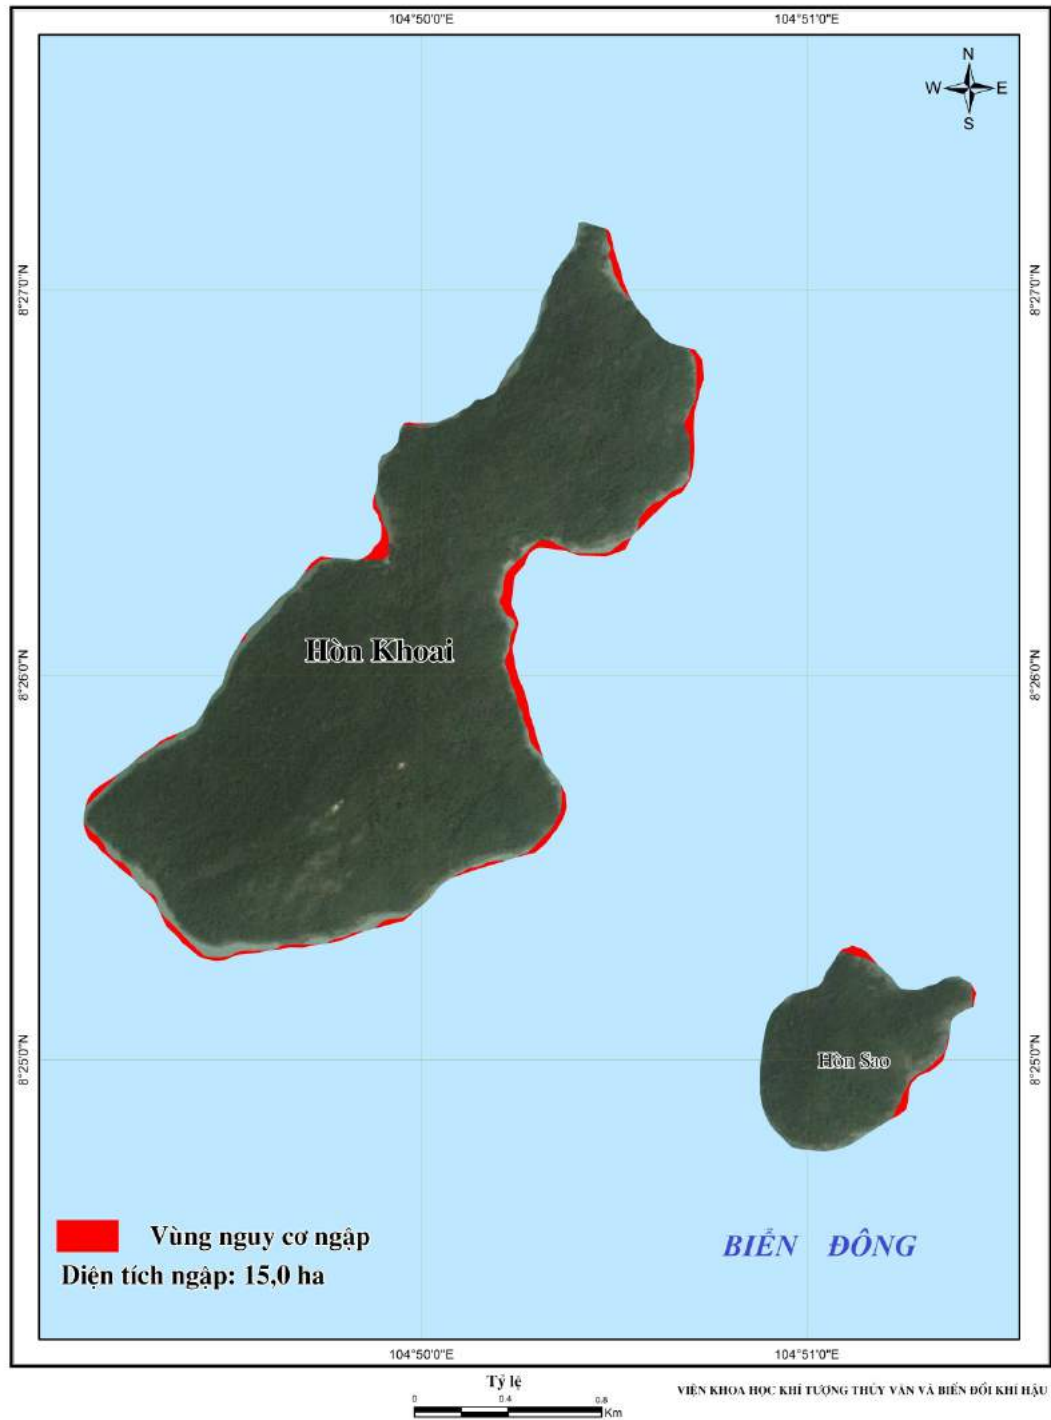 104°50'0"E 104°51'0"E
N
W E
S
8°27'0"N 8°27'0"N
Hòn Khoai
8°26'0"N 8°26'0"N
8°25'0"N 8°25'0"N
Hòn Sao
Vùng nguy cơ ngập
Diện tích ngập: 15,0 ha
BIỂN ĐÔNG
104°50'0"E 104°51'0"E
Tỷ lệ
0 0.4 0.8
Km
VIỆN KHOA HỌC KHÍ TƯỢNG THỦY VĂN VÀ BIẾN ĐỔI KHÍ HẬU